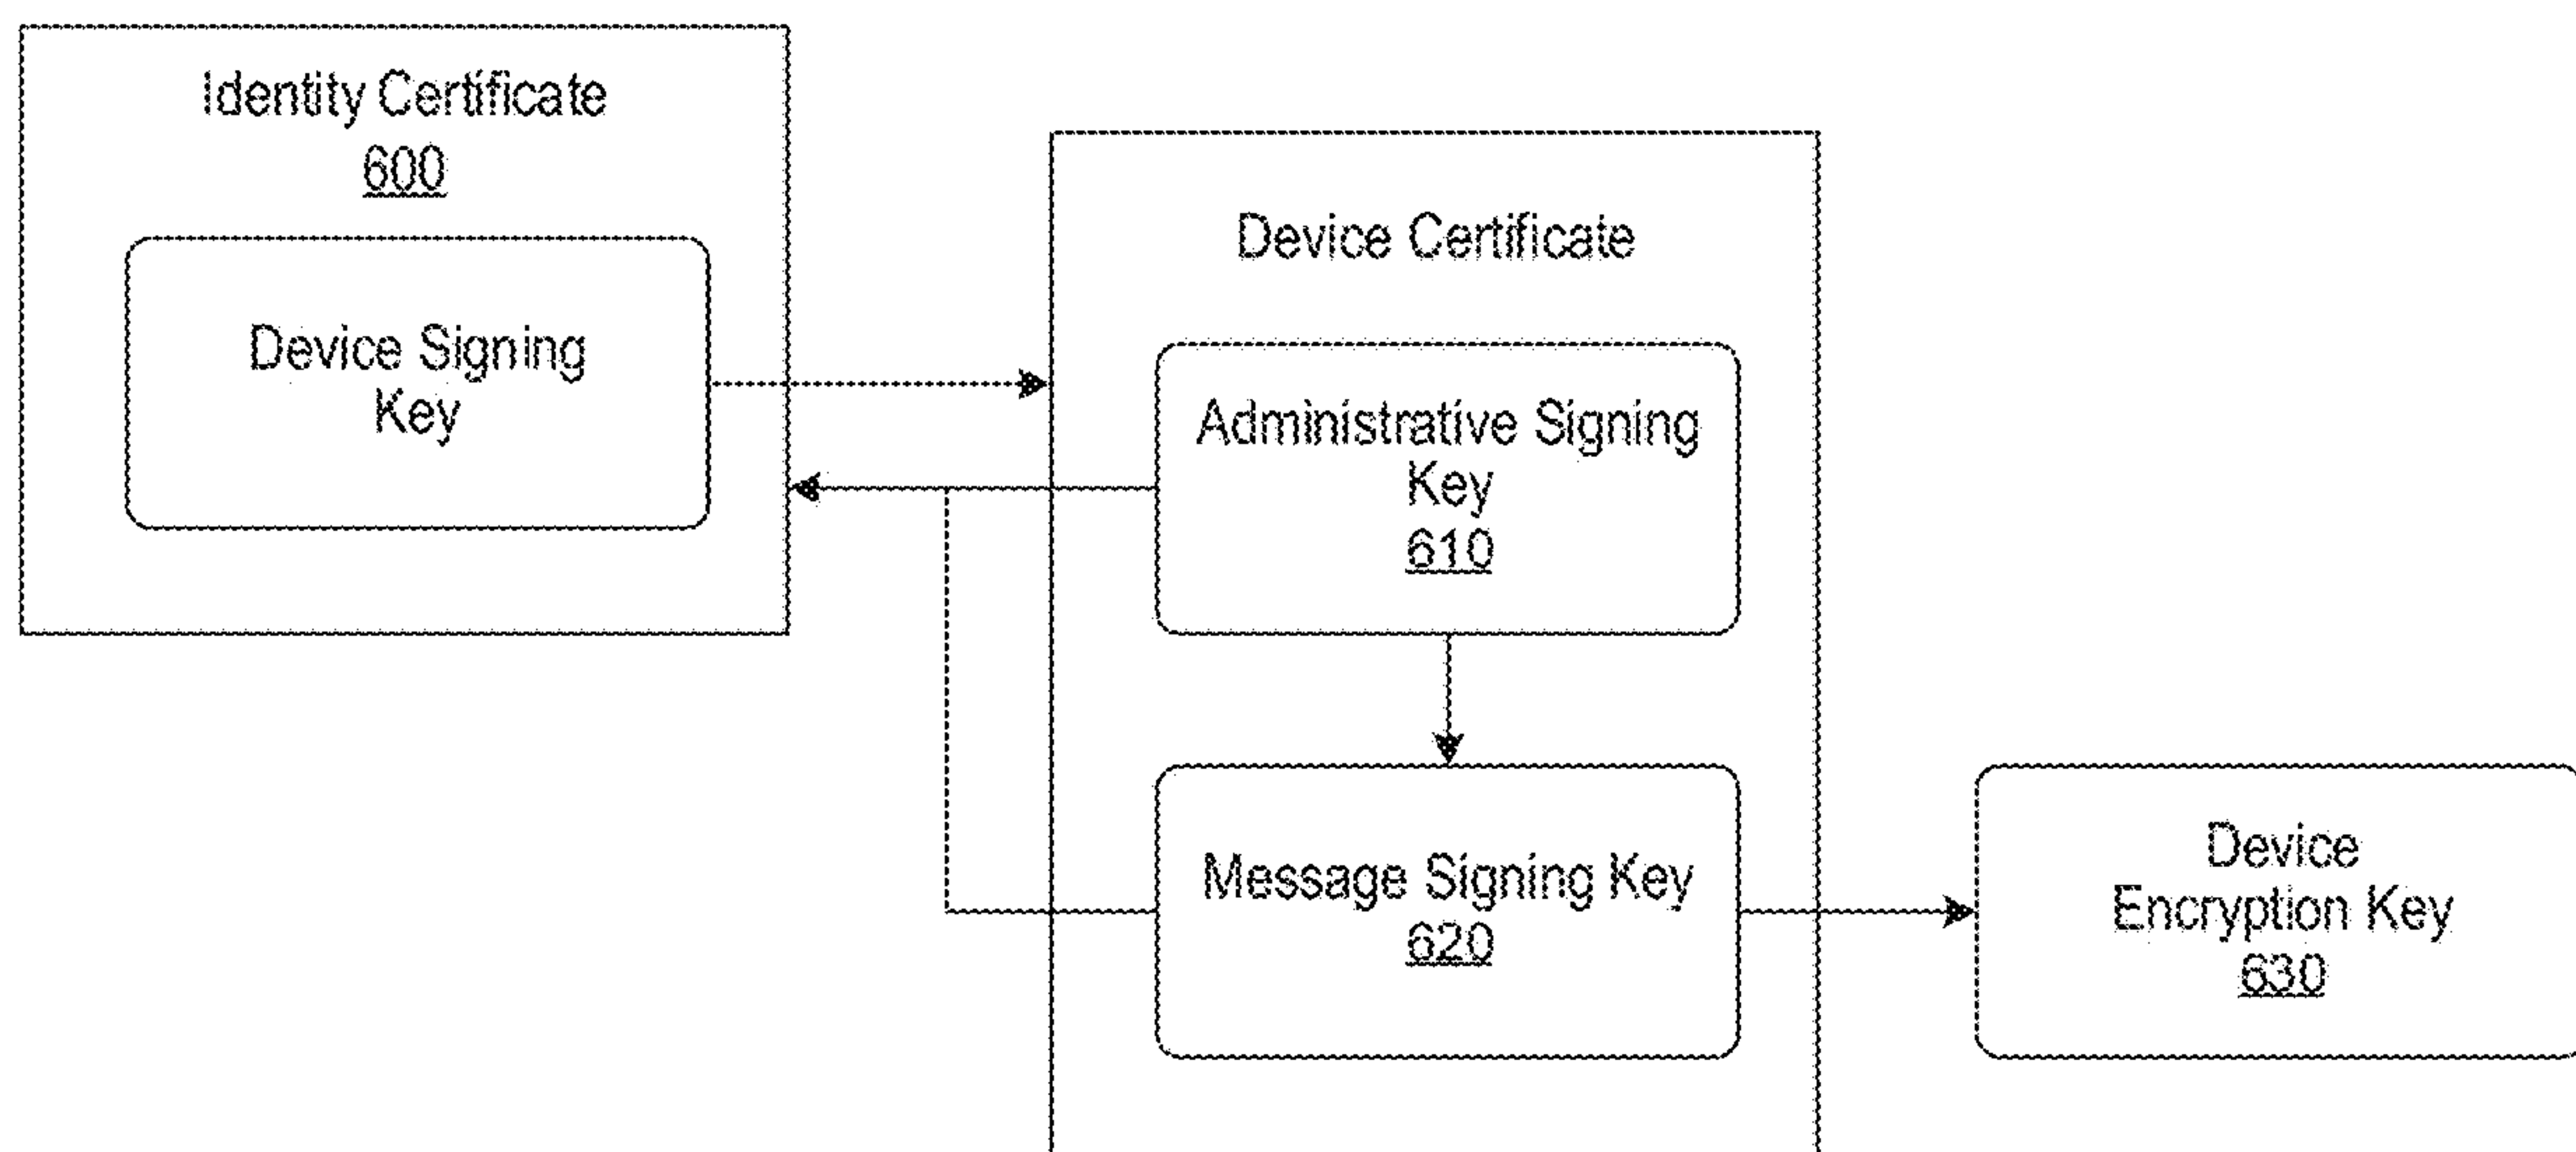 Identity Certificate
600
Device Signing
Key
Device Certificate
Administrative Signing
Key
610
Message Signing Key
620
Device
Encryption Key
630